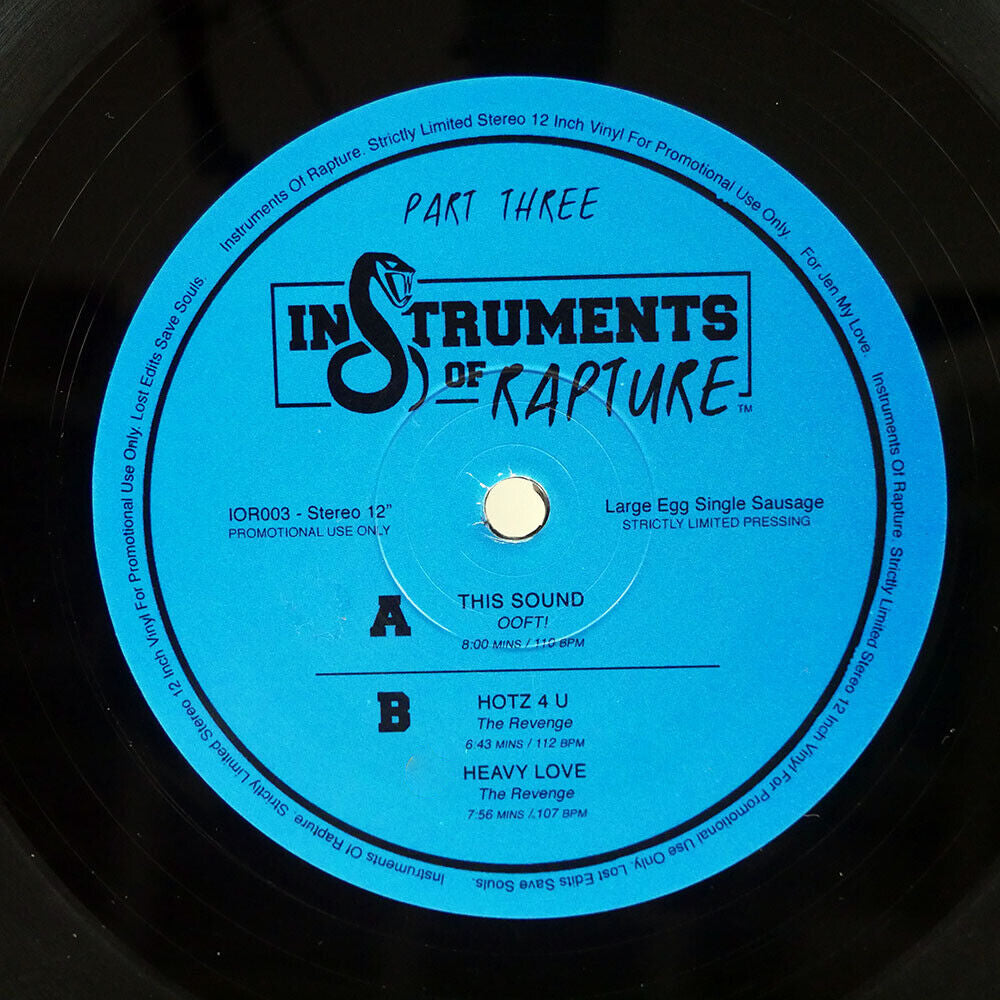 PART THREE
INSTRUMENTS
OF RAPTURE
TM
IOR003 - Stereo 12"
PROMOTIONAL USE ONLY
Large Egg Single Sausage
STRICTLY LIMITED PRESSING
A
THIS SOUND
OOFT!
8:00 MINS / 110 BPM
B
HOTZ 4 U
The Revenge
6:43 MINS / 112 BPM
HEAVY LOVE
The Revenge
7:56 MINS / 107 BPM
Instruments Of Rapture. Strictly Limited Stereo 12 Inch Vinyl For Promotional Use Only. For Jen My Love.
Instruments Of Rapture. Strictly Limited Stereo 12 Inch Vinyl For Promotional Use Only. Lost Edits Save Souls.
Instruments Of Rapture. Strictly Limited Stereo 12 Inch Vinyl For Promotional Use Only. Lost Edits Save Souls.